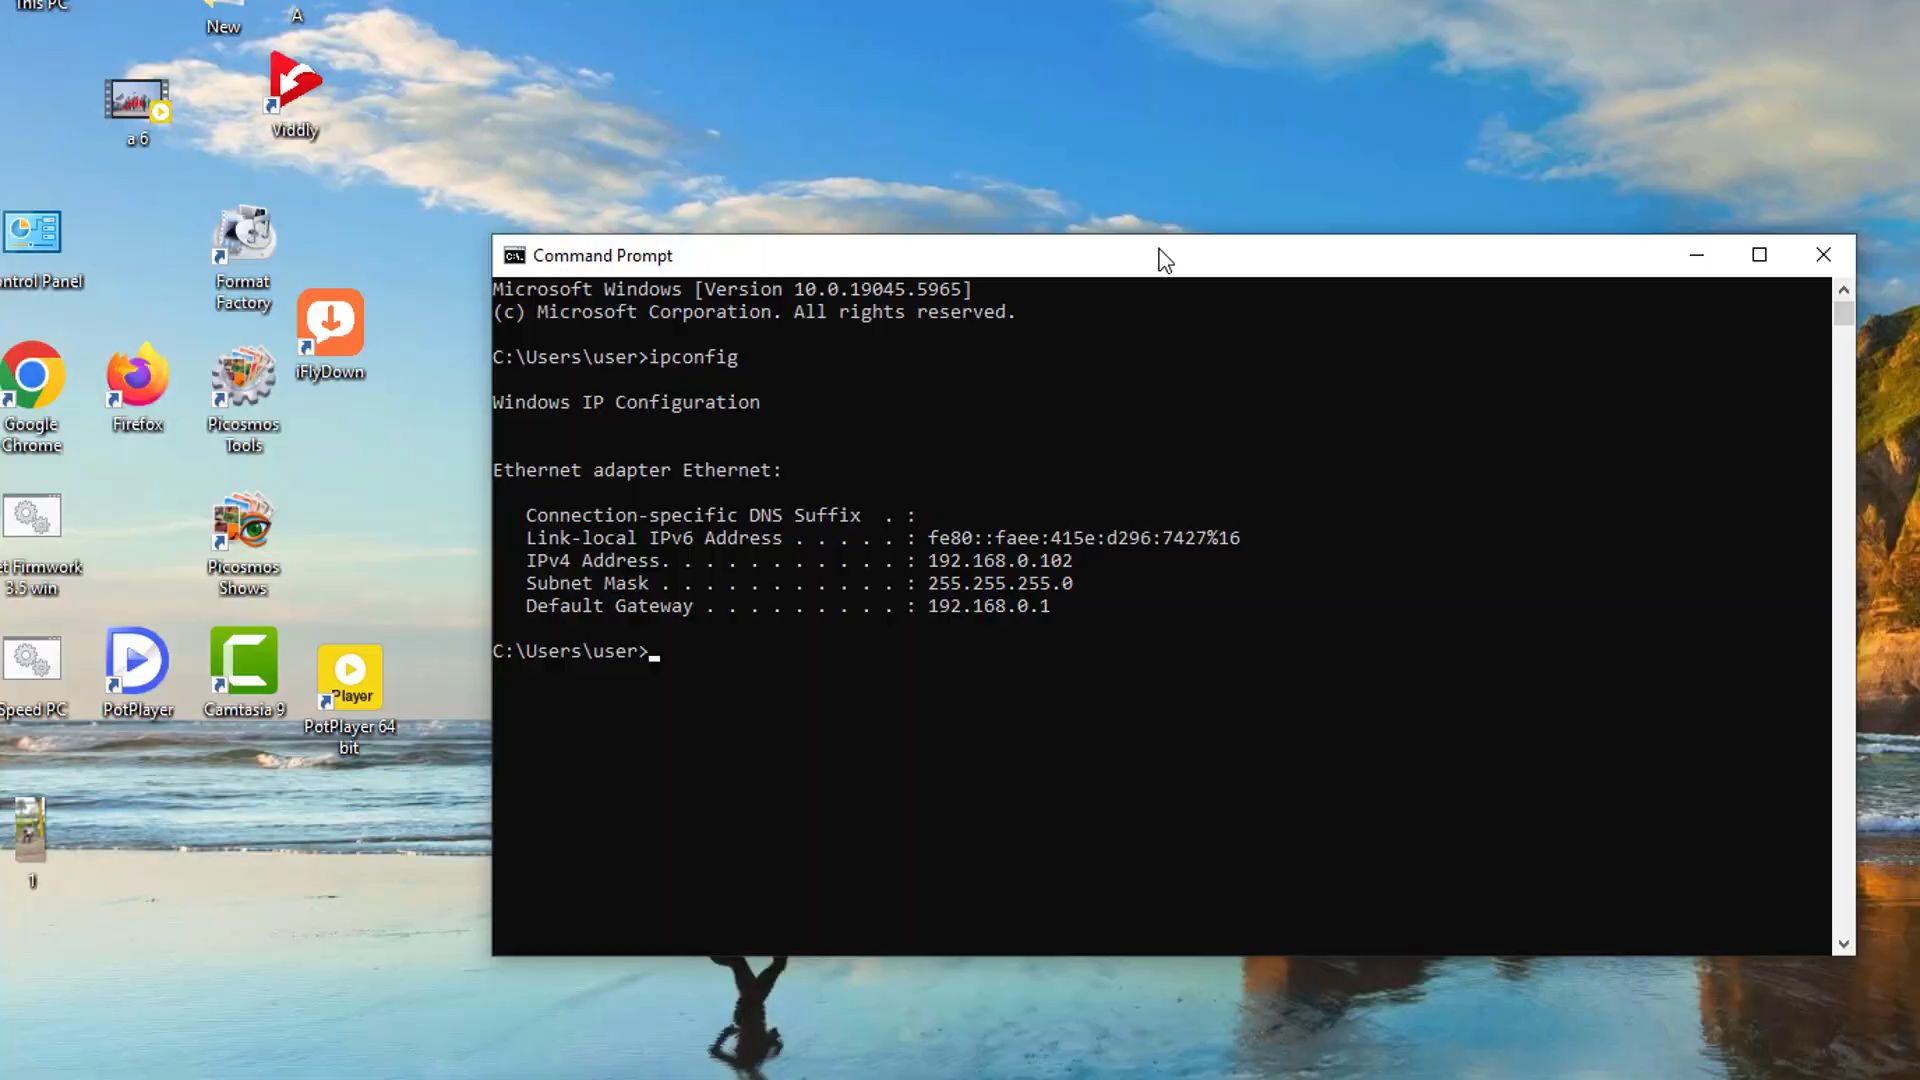 This PC
New
A
a 6
Viddly
ontrol Panel
Format
Factory
iFlyDown
Google
Chrome
Firefox
Picosmos
Tools
et Firmwork
3.5 win
Picosmos
Shows
Speed PC
PotPlayer
Camtasia 9
Player
PotPlayer 64
bit
1
C:\.
Command Prompt
Microsoft Windows [Version 10.0.19045.5965]
(c) Microsoft Corporation. All rights reserved.
C:\Users\user>ipconfig
Windows IP Configuration
Ethernet adapter Ethernet:
Connection-specific DNS Suffix . :
Link-local IPv6 Address . . . . . : fe80::faee:415e:d296:7427%16
IPv4 Address. . . . . . . . . . . : 192.168.0.102
Subnet Mask . . . . . . . . . . . : 255.255.255.0
Default Gateway . . . . . . . . . : 192.168.0.1
C:\Users\user>_